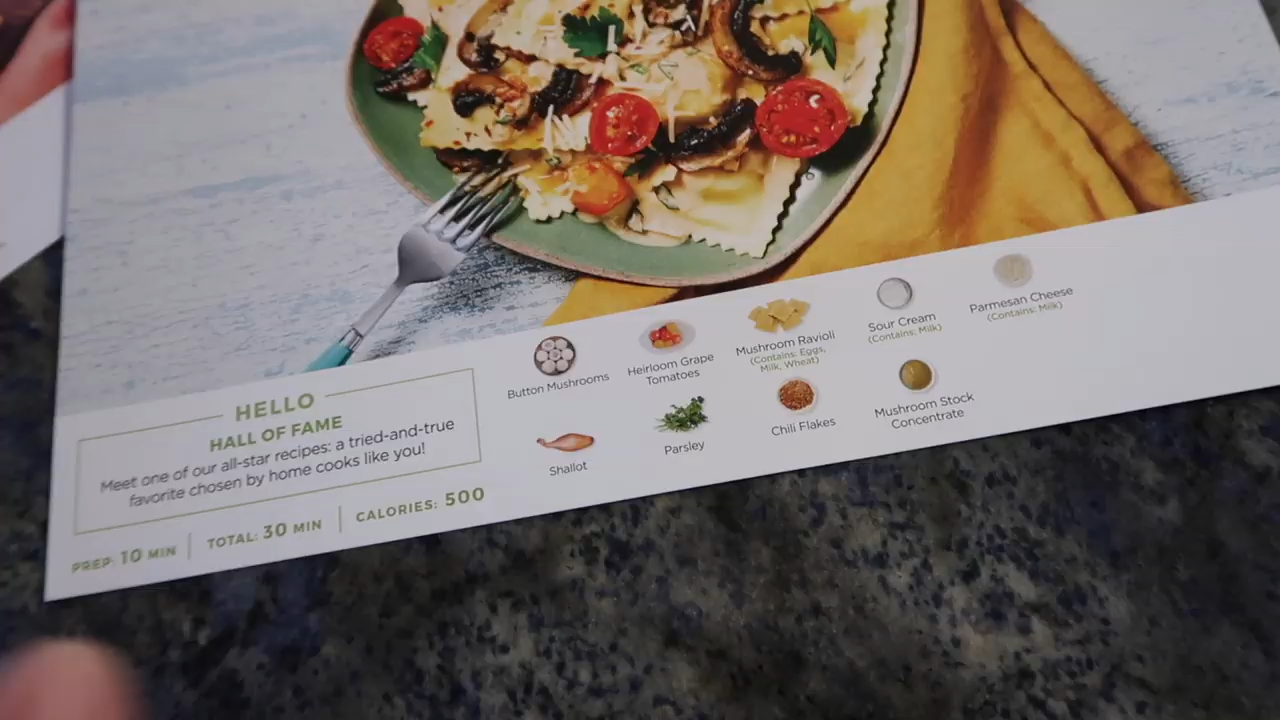 HELLO
HALL OF FAME
Meet one of our all-star recipes: a tried-and-true
favorite chosen by home cooks like you!
PREP: 10 MIN
TOTAL: 30 MIN
CALORIES: 500
Button Mushrooms
Heirloom Grape
Tomatoes
Mushroom Ravioli
(Contains: Eggs,
Milk, Wheat)
Sour Cream
(Contains: Milk)
Parmesan Cheese
(Contains: Milk)
Shallot
Parsley
Chili Flakes
Mushroom Stock
Concentrate